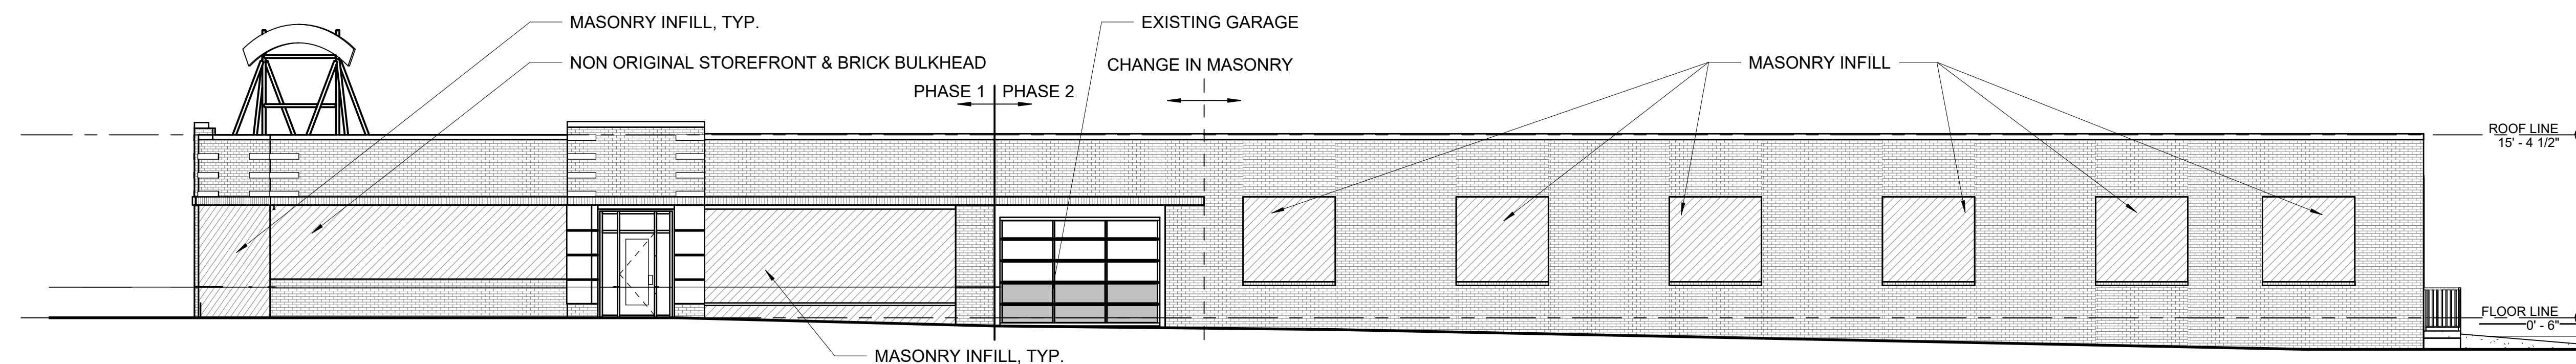 MASONRY INFILL, TYP.
EXISTING GARAGE
NON ORIGINAL STOREFRONT & BRICK BULKHEAD
CHANGE IN MASONRY
MASONRY INFILL
PHASE 1
PHASE 2
ROOF LINE
15' - 4 1/2"
FLOOR LINE
0' - 6"
MASONRY INFILL, TYP.